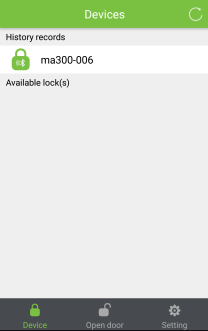 Devices
History records
ma300-006
Available lock(s)
Device
Open door
Setting